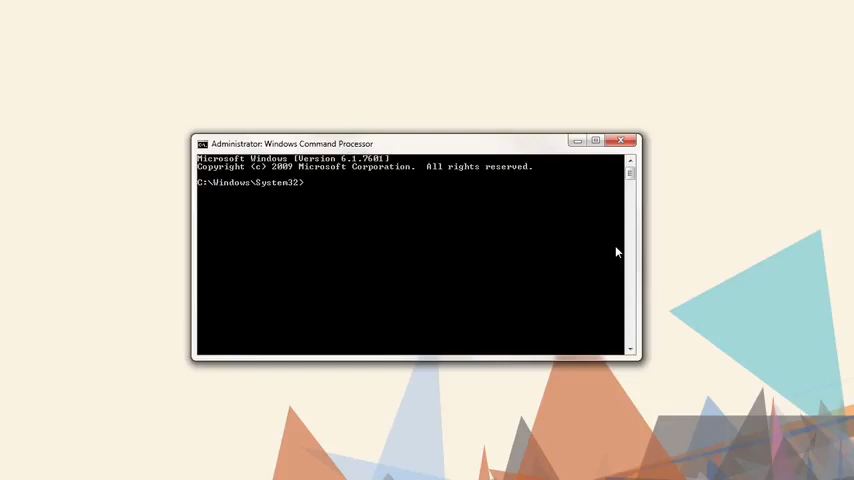 Administrator: Windows Command Processor
Microsoft Windows [Version 6.1.7601]
Copyright (c) 2009 Microsoft Corporation.  All rights reserved.
C:\Windows\System32>